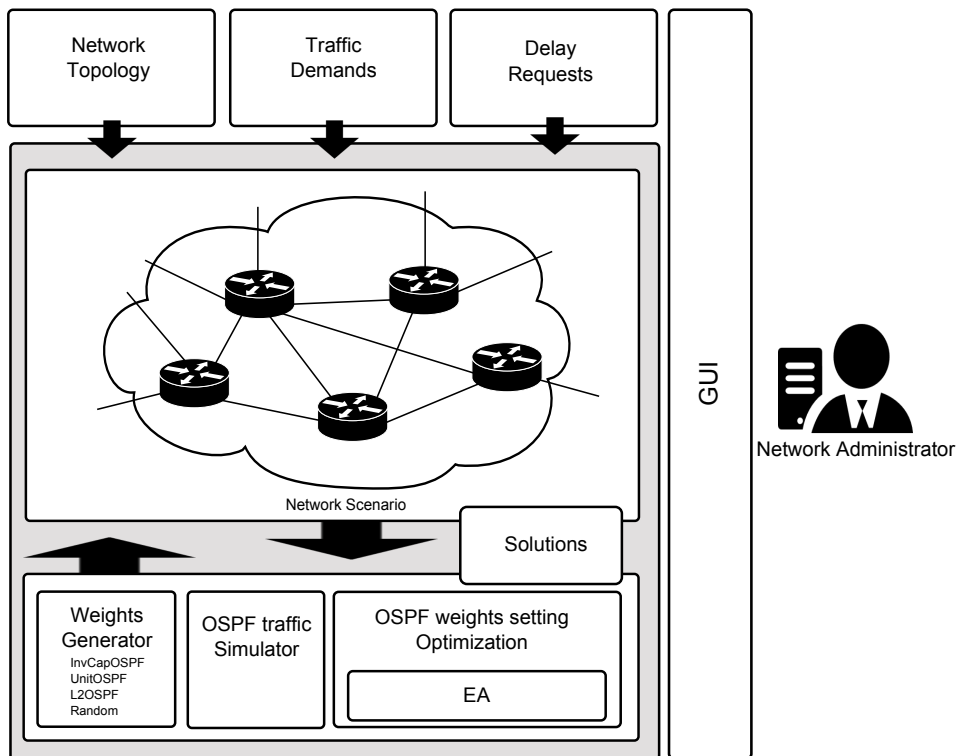 Network
Topology
Traffic
Demands
Delay
Requests
GUI
Network Administrator
Network Scenario
Solutions
Weights
Generator
InvCapOSPF
UnitOSPF
L2OSPF
Random
OSPF traffic
Simulator
OSPF weights setting
Optimization
EA